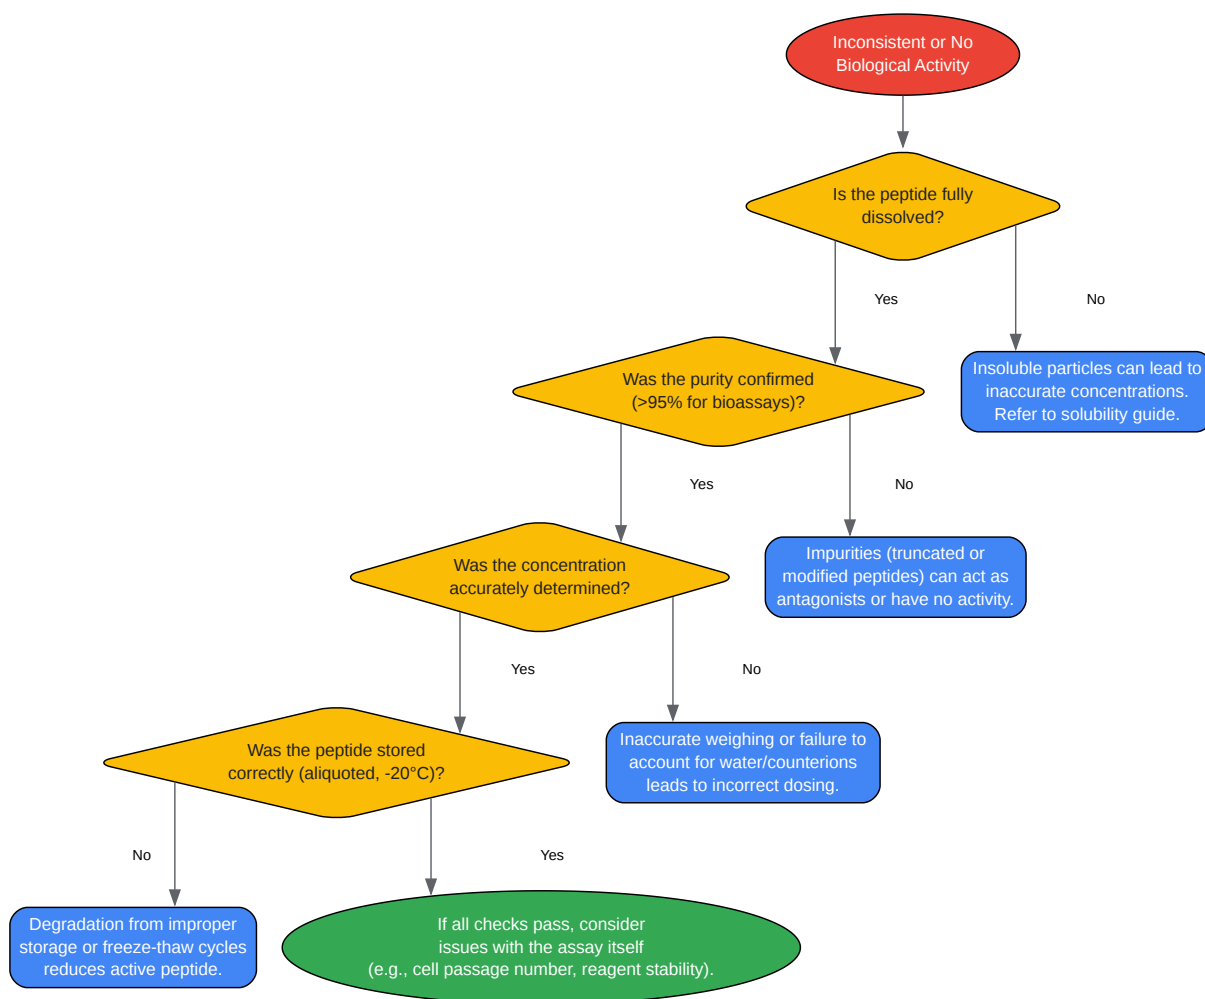 Inconsistent or No
Biological Activity
Is the peptide fully
dissolved?
Yes
No
Was the purity confirmed
(>95% for bioassays)?
Insoluble particles can lead to
inaccurate concentrations.
Refer to solubility guide.
Yes
No
Was the concentration
accurately determined?
Impurities (truncated or
modified peptides) can act as
antagonists or have no activity.
Yes
No
Was the peptide stored
correctly (aliquoted, -20°C)?
Inaccurate weighing or failure to
account for water/counterions
leads to incorrect dosing.
No
Yes
Degradation from improper
storage or freeze-thaw cycles
reduces active peptide.
If all checks pass, consider
issues with the assay itself
(e.g., cell passage number, reagent stability).